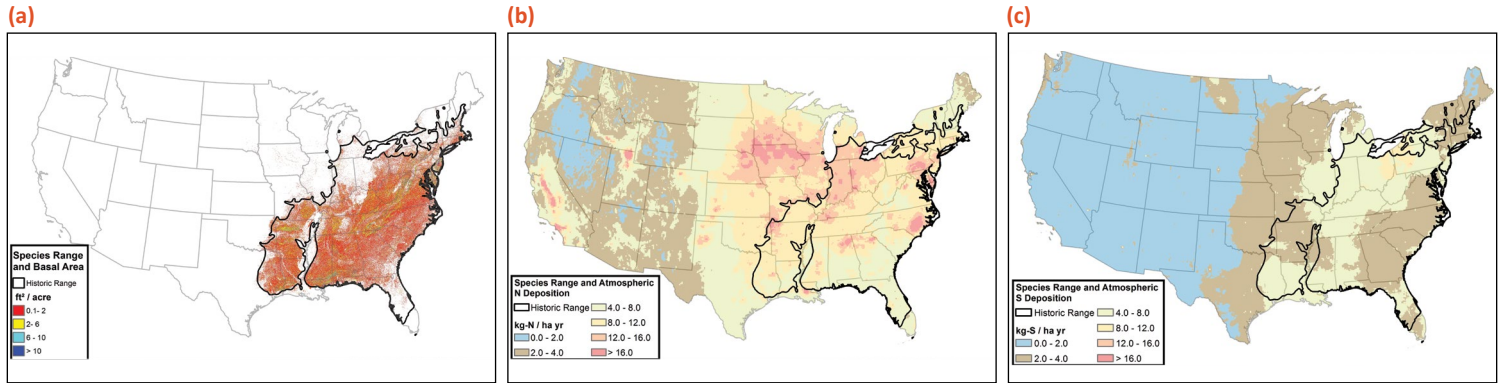 (a)
Species Range
and Basal Area
Historic Range
ft² / acre
0.1- 2
2- 6
6 - 10
> 10
(b)
Species Range and Atmospheric
N Deposition
Historic Range
kg-N / ha yr
0.0 - 2.0
2.0 - 4.0
4.0 - 8.0
8.0 - 12.0
12.0 - 16.0
> 16.0
(c)
Species Range and Atmospheric
S Deposition
Historic Range
kg-S / ha yr
0.0 - 2.0
2.0 - 4.0
4.0 - 8.0
8.0 - 12.0
12.0 - 16.0
> 16.0